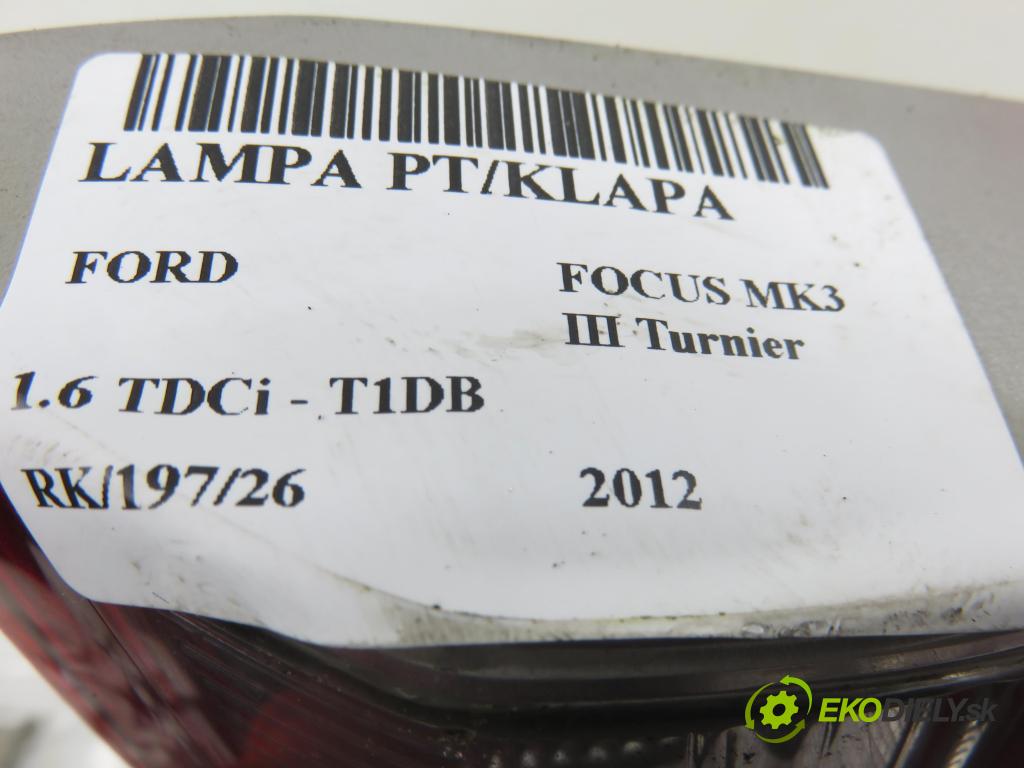 LAMPA PT/KLAPA
FORD
FOCUS MK3
III Turnier
1.6 TDCi - T1DB
RK/197/26
2012
EKODIELY.sk